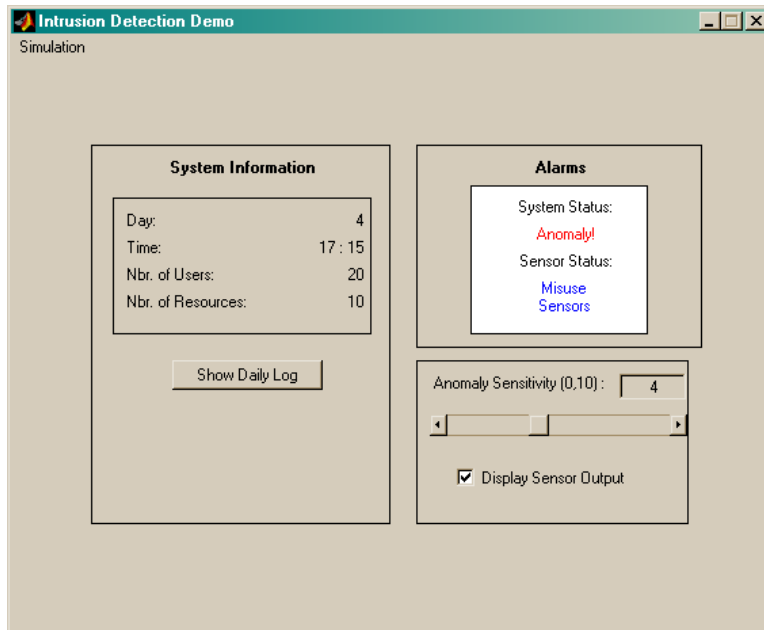 Intrusion Detection Demo
Simulation
System Information
Day: 4
Time: 17 : 15
Nbr. of Users: 20
Nbr. of Resources: 10
Show Daily Log
Alarms
System Status:
Anomaly!
Sensor Status:
Misuse
Sensors
Anomaly Sensitivity (0,10) : 4
Display Sensor Output